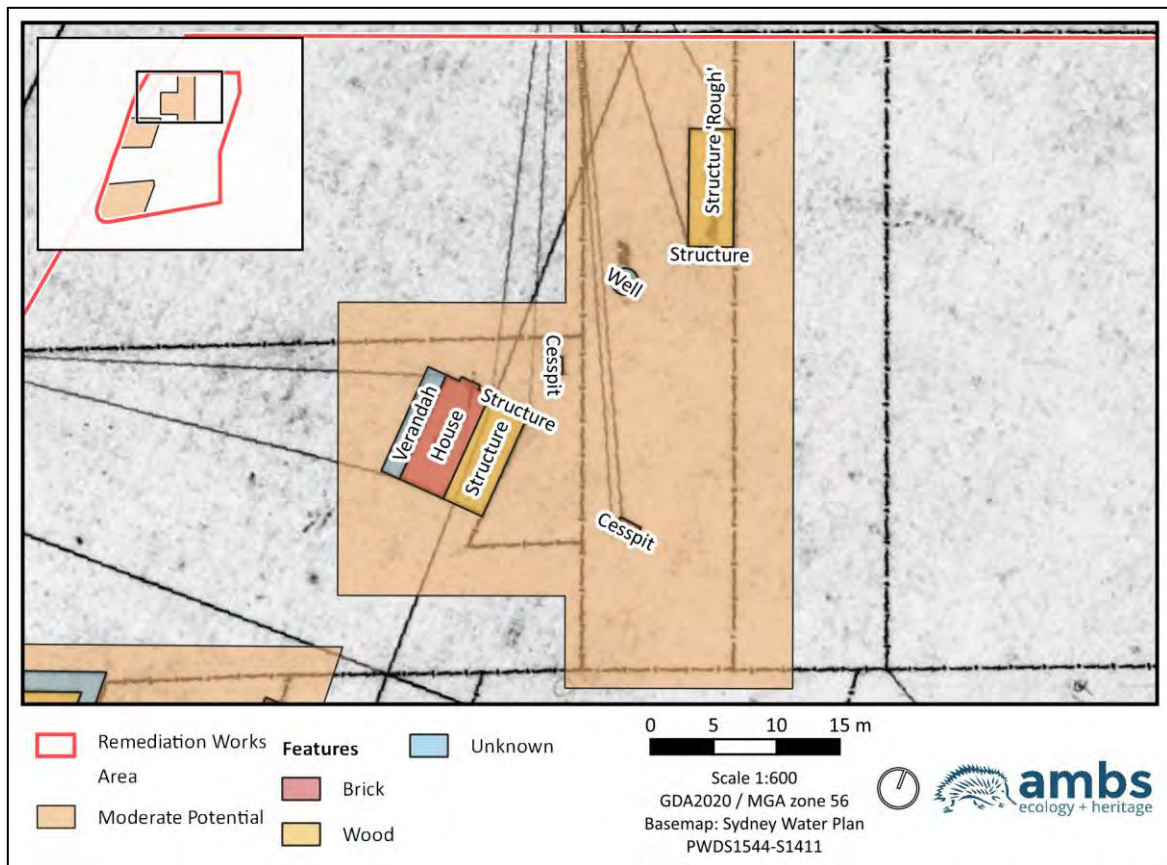 Structure 'Rough'
Structure
Well
Cesspit
Verandah
House
Structure
Structure
Cesspit
Remediation Works
Area
Moderate Potential
Features
Brick
Wood
Unknown
0 5 10 15 m
Scale 1:600
GDA2020 / MGA zone 56
Basemap: Sydney Water Plan
PWDS1544-S1411
ambs
ecology + heritage